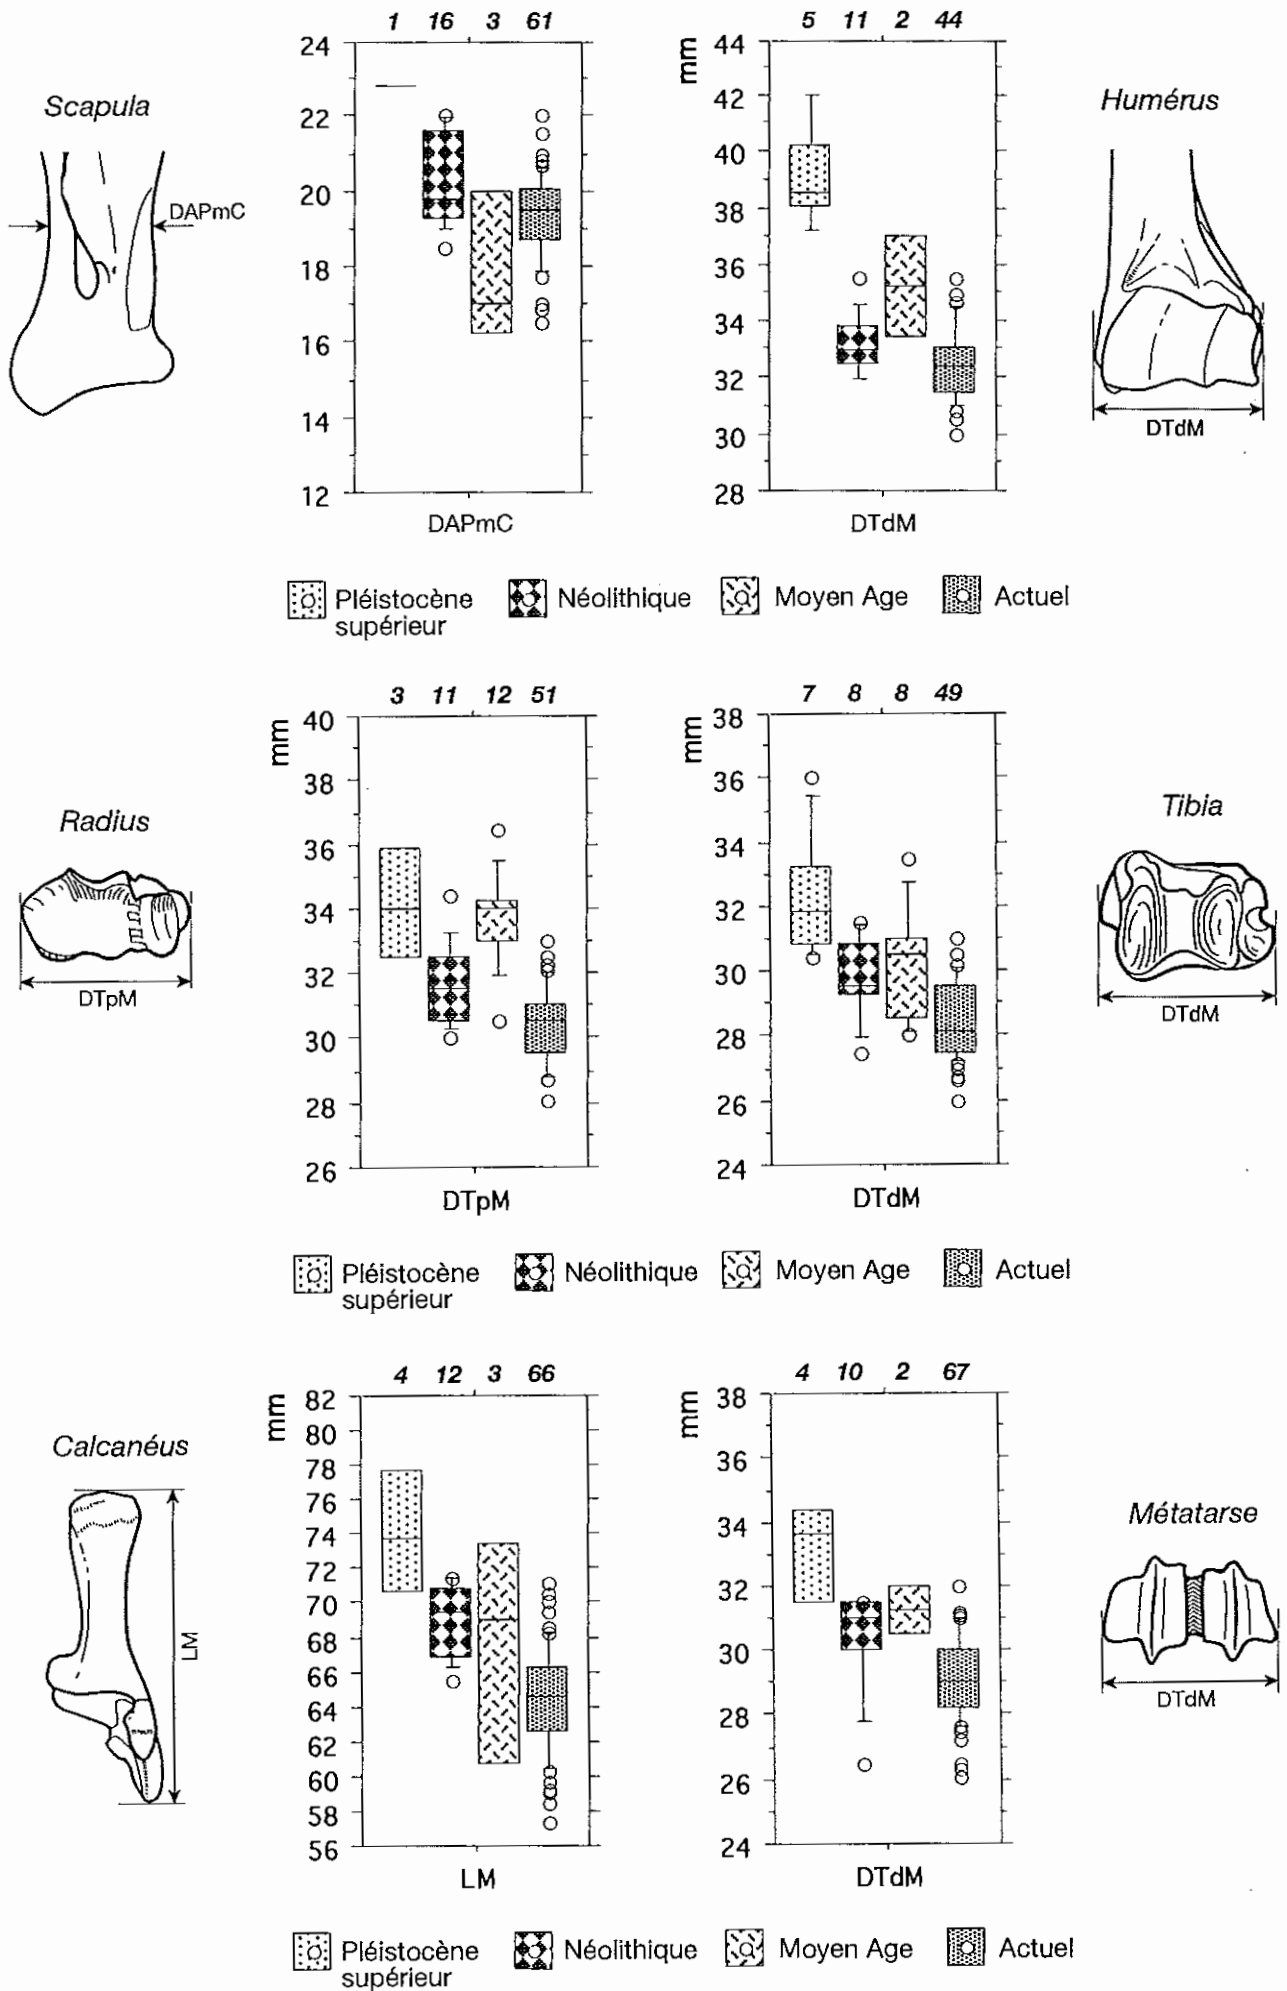 1 16 3 61
5 11 2 44
24
22
20
18
16
14
12
mm
44
42
40
38
36
34
32
30
28
Scapula
DAPmC
Humérus
DTdM
DAPmC
DTdM
Pléistocène supérieur
Néolithique
Moyen Age
Actuel
3 11 12 51
7 8 8 49
mm
40
38
36
34
32
30
28
26
mm
38
36
34
32
30
28
26
24
Radius
DTpM
Tibia
DTdM
DTpM
DTdM
Pléistocène supérieur
Néolithique
Moyen Age
Actuel
4 12 3 66
4 10 2 67
mm
82
80
78
76
74
72
70
68
66
64
62
60
58
56
mm
38
36
34
32
30
28
26
24
Calcanéus
LM
Métatarse
DTdM
LM
DTdM
Pléistocène supérieur
Néolithique
Moyen Age
Actuel